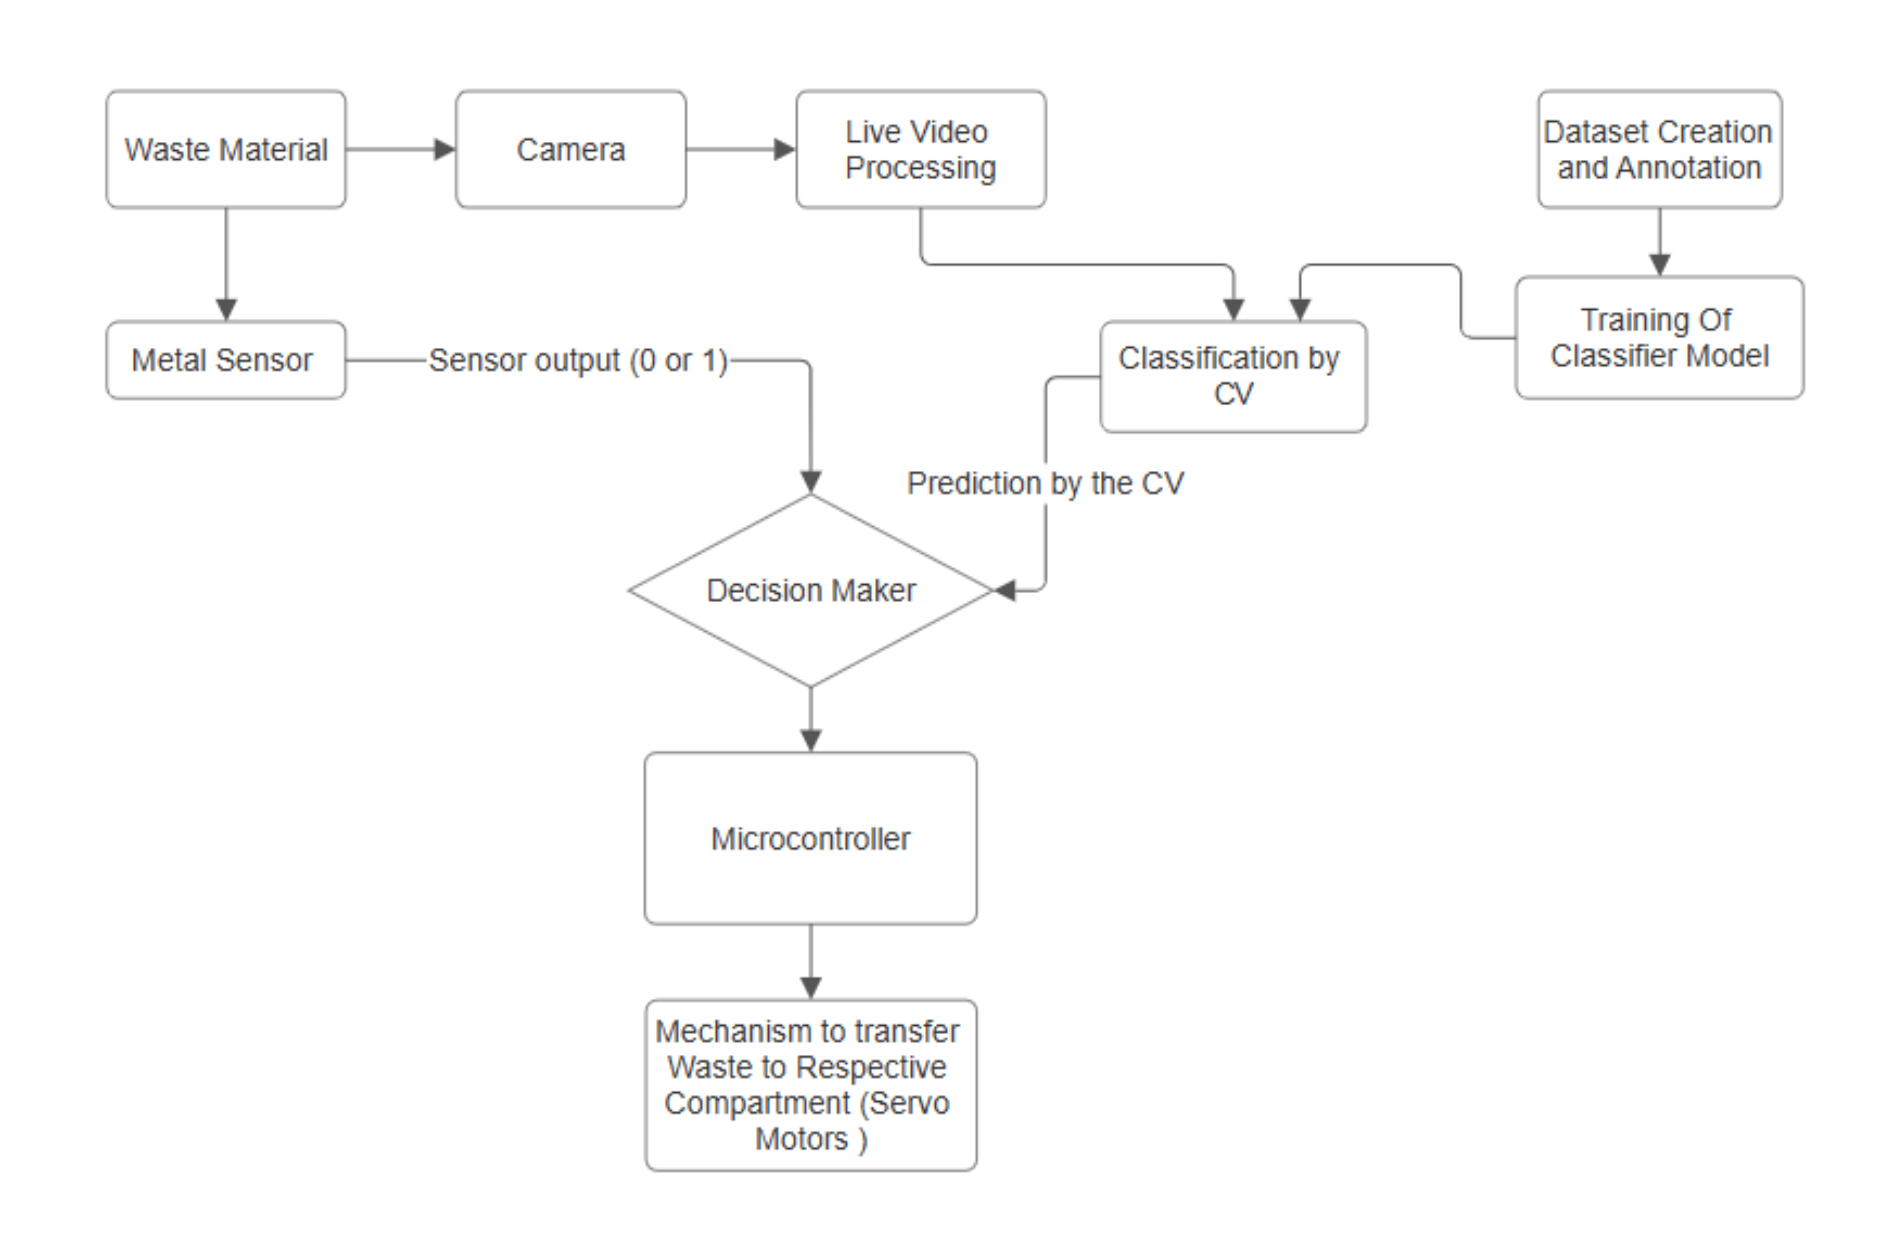 Waste Material
Camera
Live Video
Processing
Dataset Creation
and Annotation
Metal Sensor
Sensor output (0 or 1)
Classification by
CV
Training Of
Classifier Model
Prediction by the CV
Decision Maker
Microcontroller
Mechanism to transfer
Waste to Respective
Compartment (Servo
Motors )